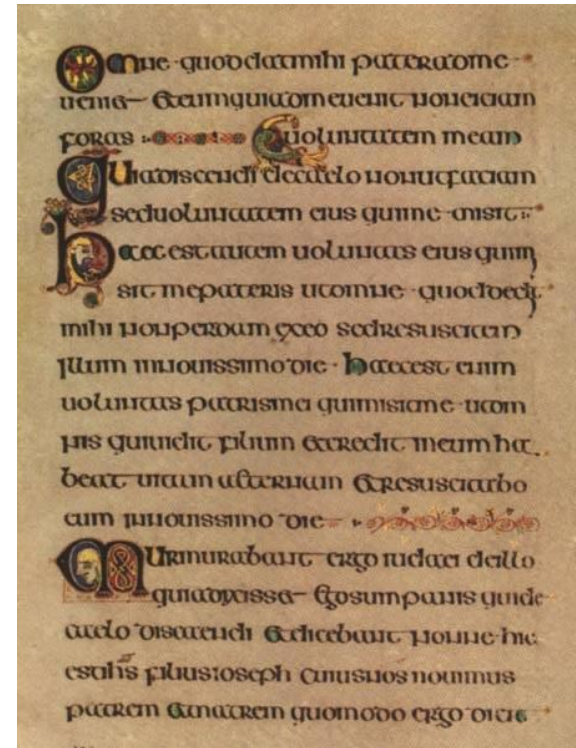 Omne quod dat mihi pater ad me
ueniet et eum qui ad me uenit non eiciam
foras uoluntatem meam
Quia discendi de caelo non ut faciam
sed uoluntatem eius qui me misit
haec est autem uoluntas eius qui mi
sit me pateris ut omne quod dedit
mihi non perdam ex eo sed resuscitem
illum in nouissimo die haec est enim
uoluntas patris mei qui misit me ut om
nis qui uidit filium et credit in eum ha
beat uitam aeternam et resuscitabo
eum in nouissimo die
Murmurabant ergo iudaei de illo
quia dixisset ego sum panis qui de
caelo discendi et dicebant nonne hic
est ihs filius ioseph cuius nos nouimus
patrem et matrem quomodo ergo dicit